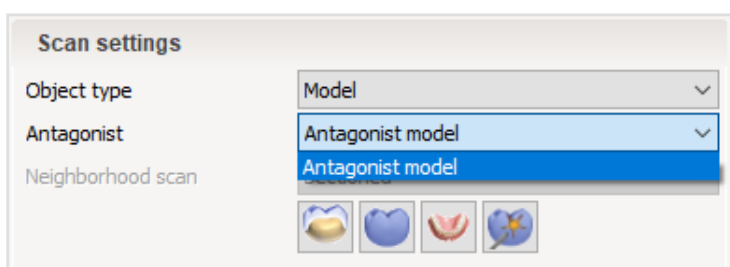 Scan settings
Object type Model
Antagonist Antagonist model
Antagonist model
Neighborhood scan